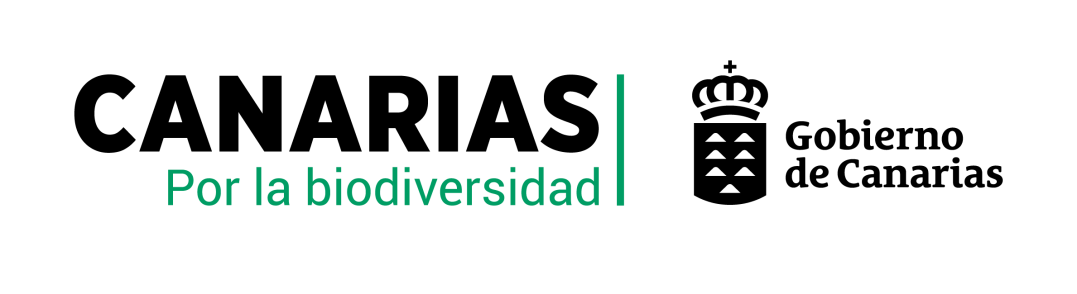 CANARIAS
Por la biodiversidad
Gobierno
de Canarias